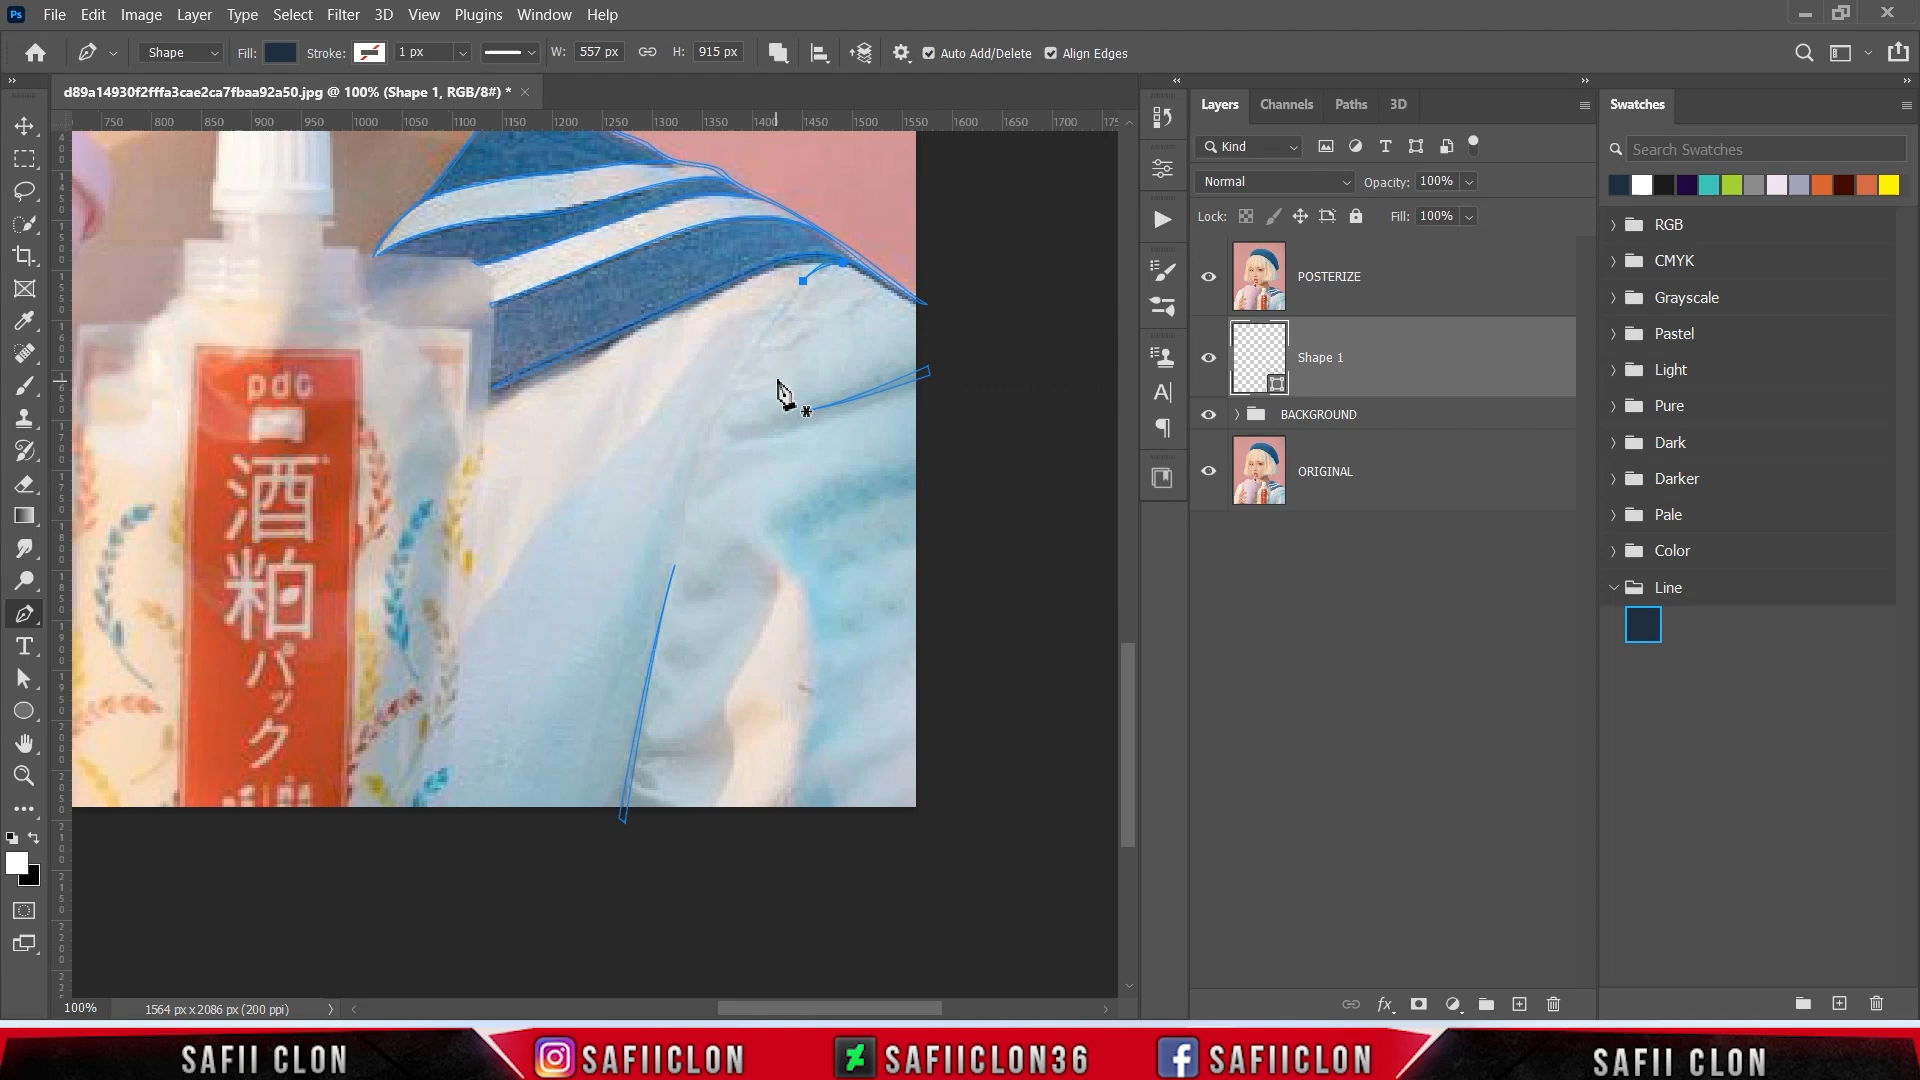 Ps File Edit Image Layer Type Select Filter 3D View Plugins Window Help
Shape Fill: Stroke: 1 px W: 557 px H: 915 px Auto Add/Delete Align Edges
d89a14930f2fffa3cae2ca7fbaa92a50.jpg @ 100% (Shape 1, RGB/8#) *
750 800 850 900 950 1000 1050 1100 1150 1200 1250 1300 1350 1400 1450 1500 1550 1600 1650 1700
Layers Channels Paths 3D
Kind
Normal Opacity: 100%
Lock: Fill: 100%
POSTERIZE
Shape 1
BACKGROUND
ORIGINAL
Swatches
Search Swatches
RGB
CMYK
Grayscale
Pastel
Light
Pure
Dark
Darker
Pale
Color
Line
pdc
酒
粕
パ
ッ
ク
100% 1564 px x 2086 px (200 ppi)
SAFII CLON SAFIICLON SAFIICLON36 SAFIICLON SAFII CLON